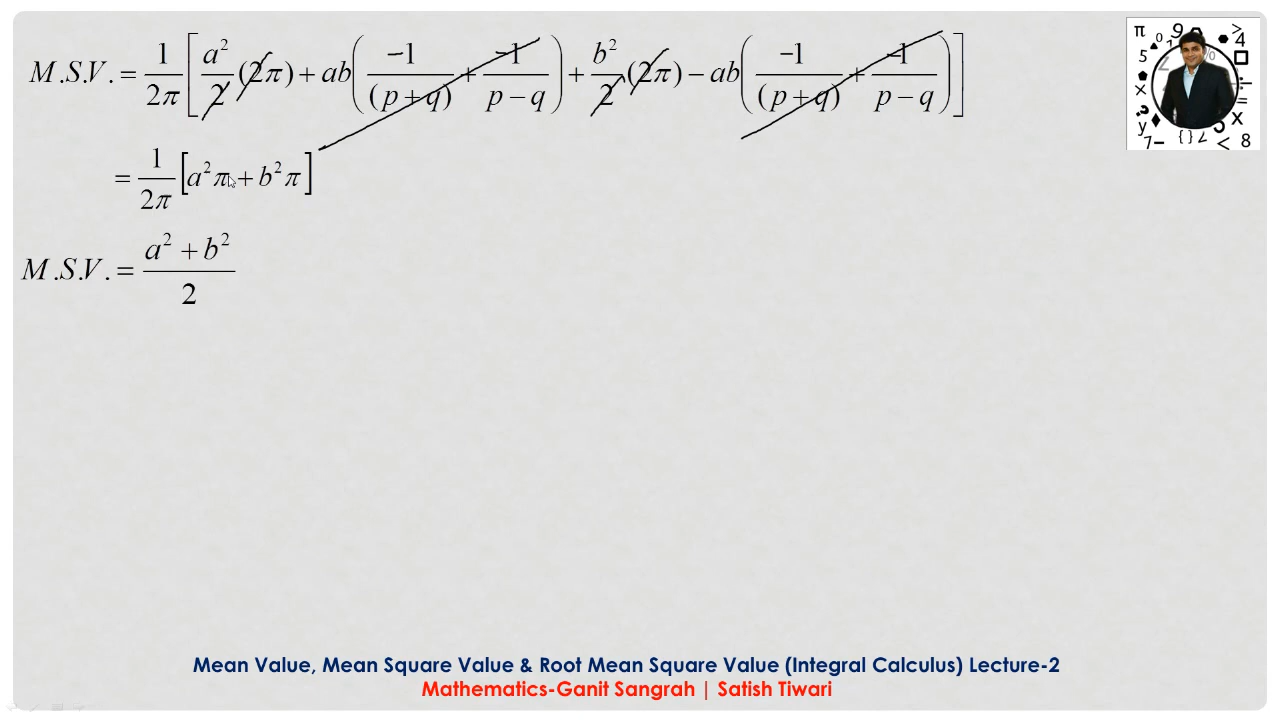 M.S.V. = 1/2π [ a²/2 (2π) + ab( −1/(p+q) + −1/p−q ) + b²/2 (2π) − ab( −1/(p+q) + −1/p−q ) ]
= 1/2π [a²π + b²π]
M.S.V. = a² + b²/2
Mean Value, Mean Square Value & Root Mean Square Value (Integral Calculus) Lecture-2
Mathematics-Ganit Sangrah | Satish Tiwari